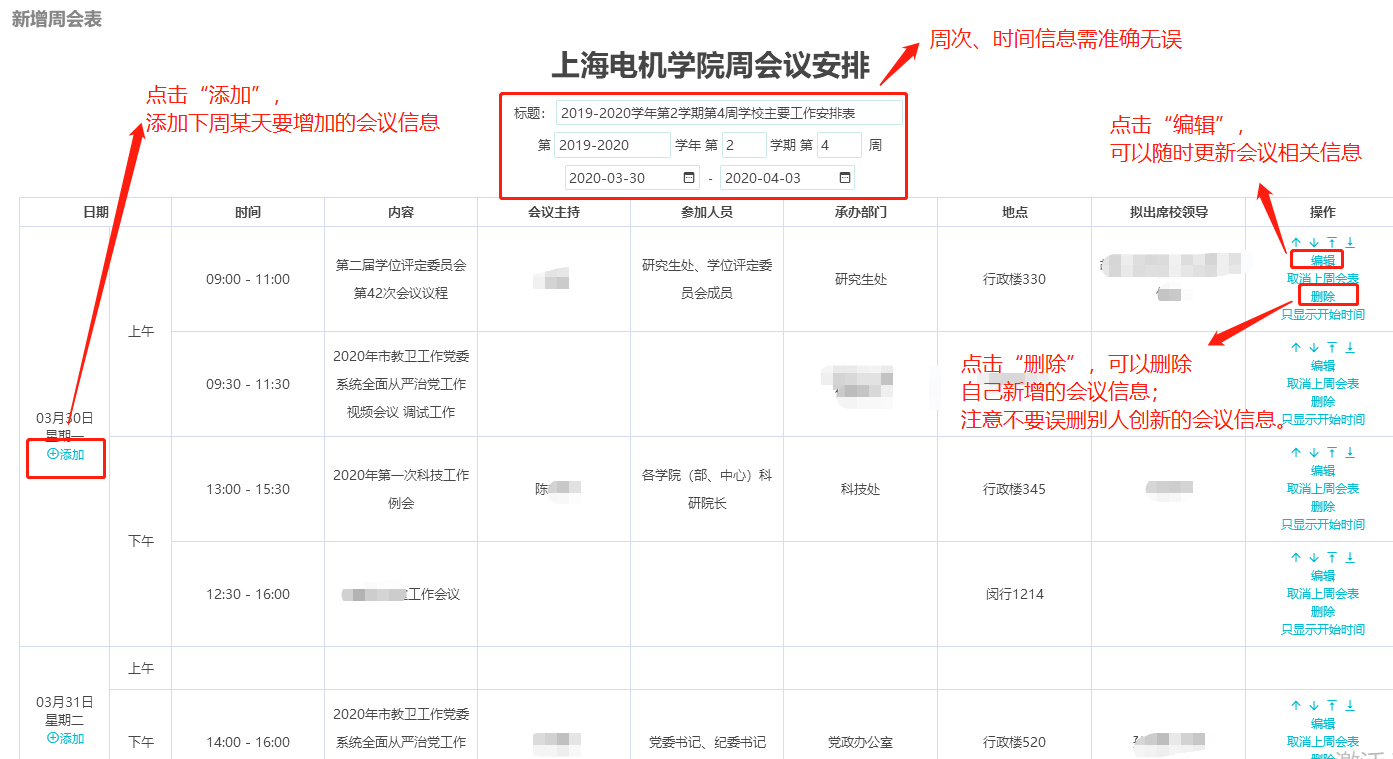 新增周会表
周次、时间信息需准确无误
上海电机学院周会议安排
点击“添加”，
添加下周某天要增加的会议信息
标题： 2019-2020学年第2学期第4周学校主要工作安排表
第 2019-2020 学年 第 2 学期 第 4 周
2020-03-30 - 2020-04-03
点击“编辑”，
可以随时更新会议相关信息
日期 时间 内容 会议主持 参加人员 承办部门 地点 拟出席校领导 操作
03月30日
星期一
添加
上午
09:00 - 11:00
第二届学位评定委员会
第42次会议议程
研究生处、学位评定委
员会成员
研究生处
行政楼330
编辑
取消上周会表
删除
只显示开始时间
09:30 - 11:30
2020年市教卫工作党委
系统全面从严治党工作
视频会议 调试工作
编辑
取消上周会表
删除
只显示开始时间
点击“删除”，可以删除
自己新增的会议信息；
注意不要误删别人创新的会议信息。
下午
13:00 - 15:30
2020年第一次科技工作
例会
陈
各学院（部、中心）科
研院长
科技处
行政楼345
编辑
取消上周会表
删除
只显示开始时间
12:30 - 16:00
工作会议
闵行1214
编辑
取消上周会表
删除
只显示开始时间
03月31日
星期二
添加
上午
下午
14:00 - 16:00
2020年市教卫工作党委
系统全面从严治党工作
党委书记、纪委书记
党政办公室
行政楼520
编辑
取消上周会表
删除